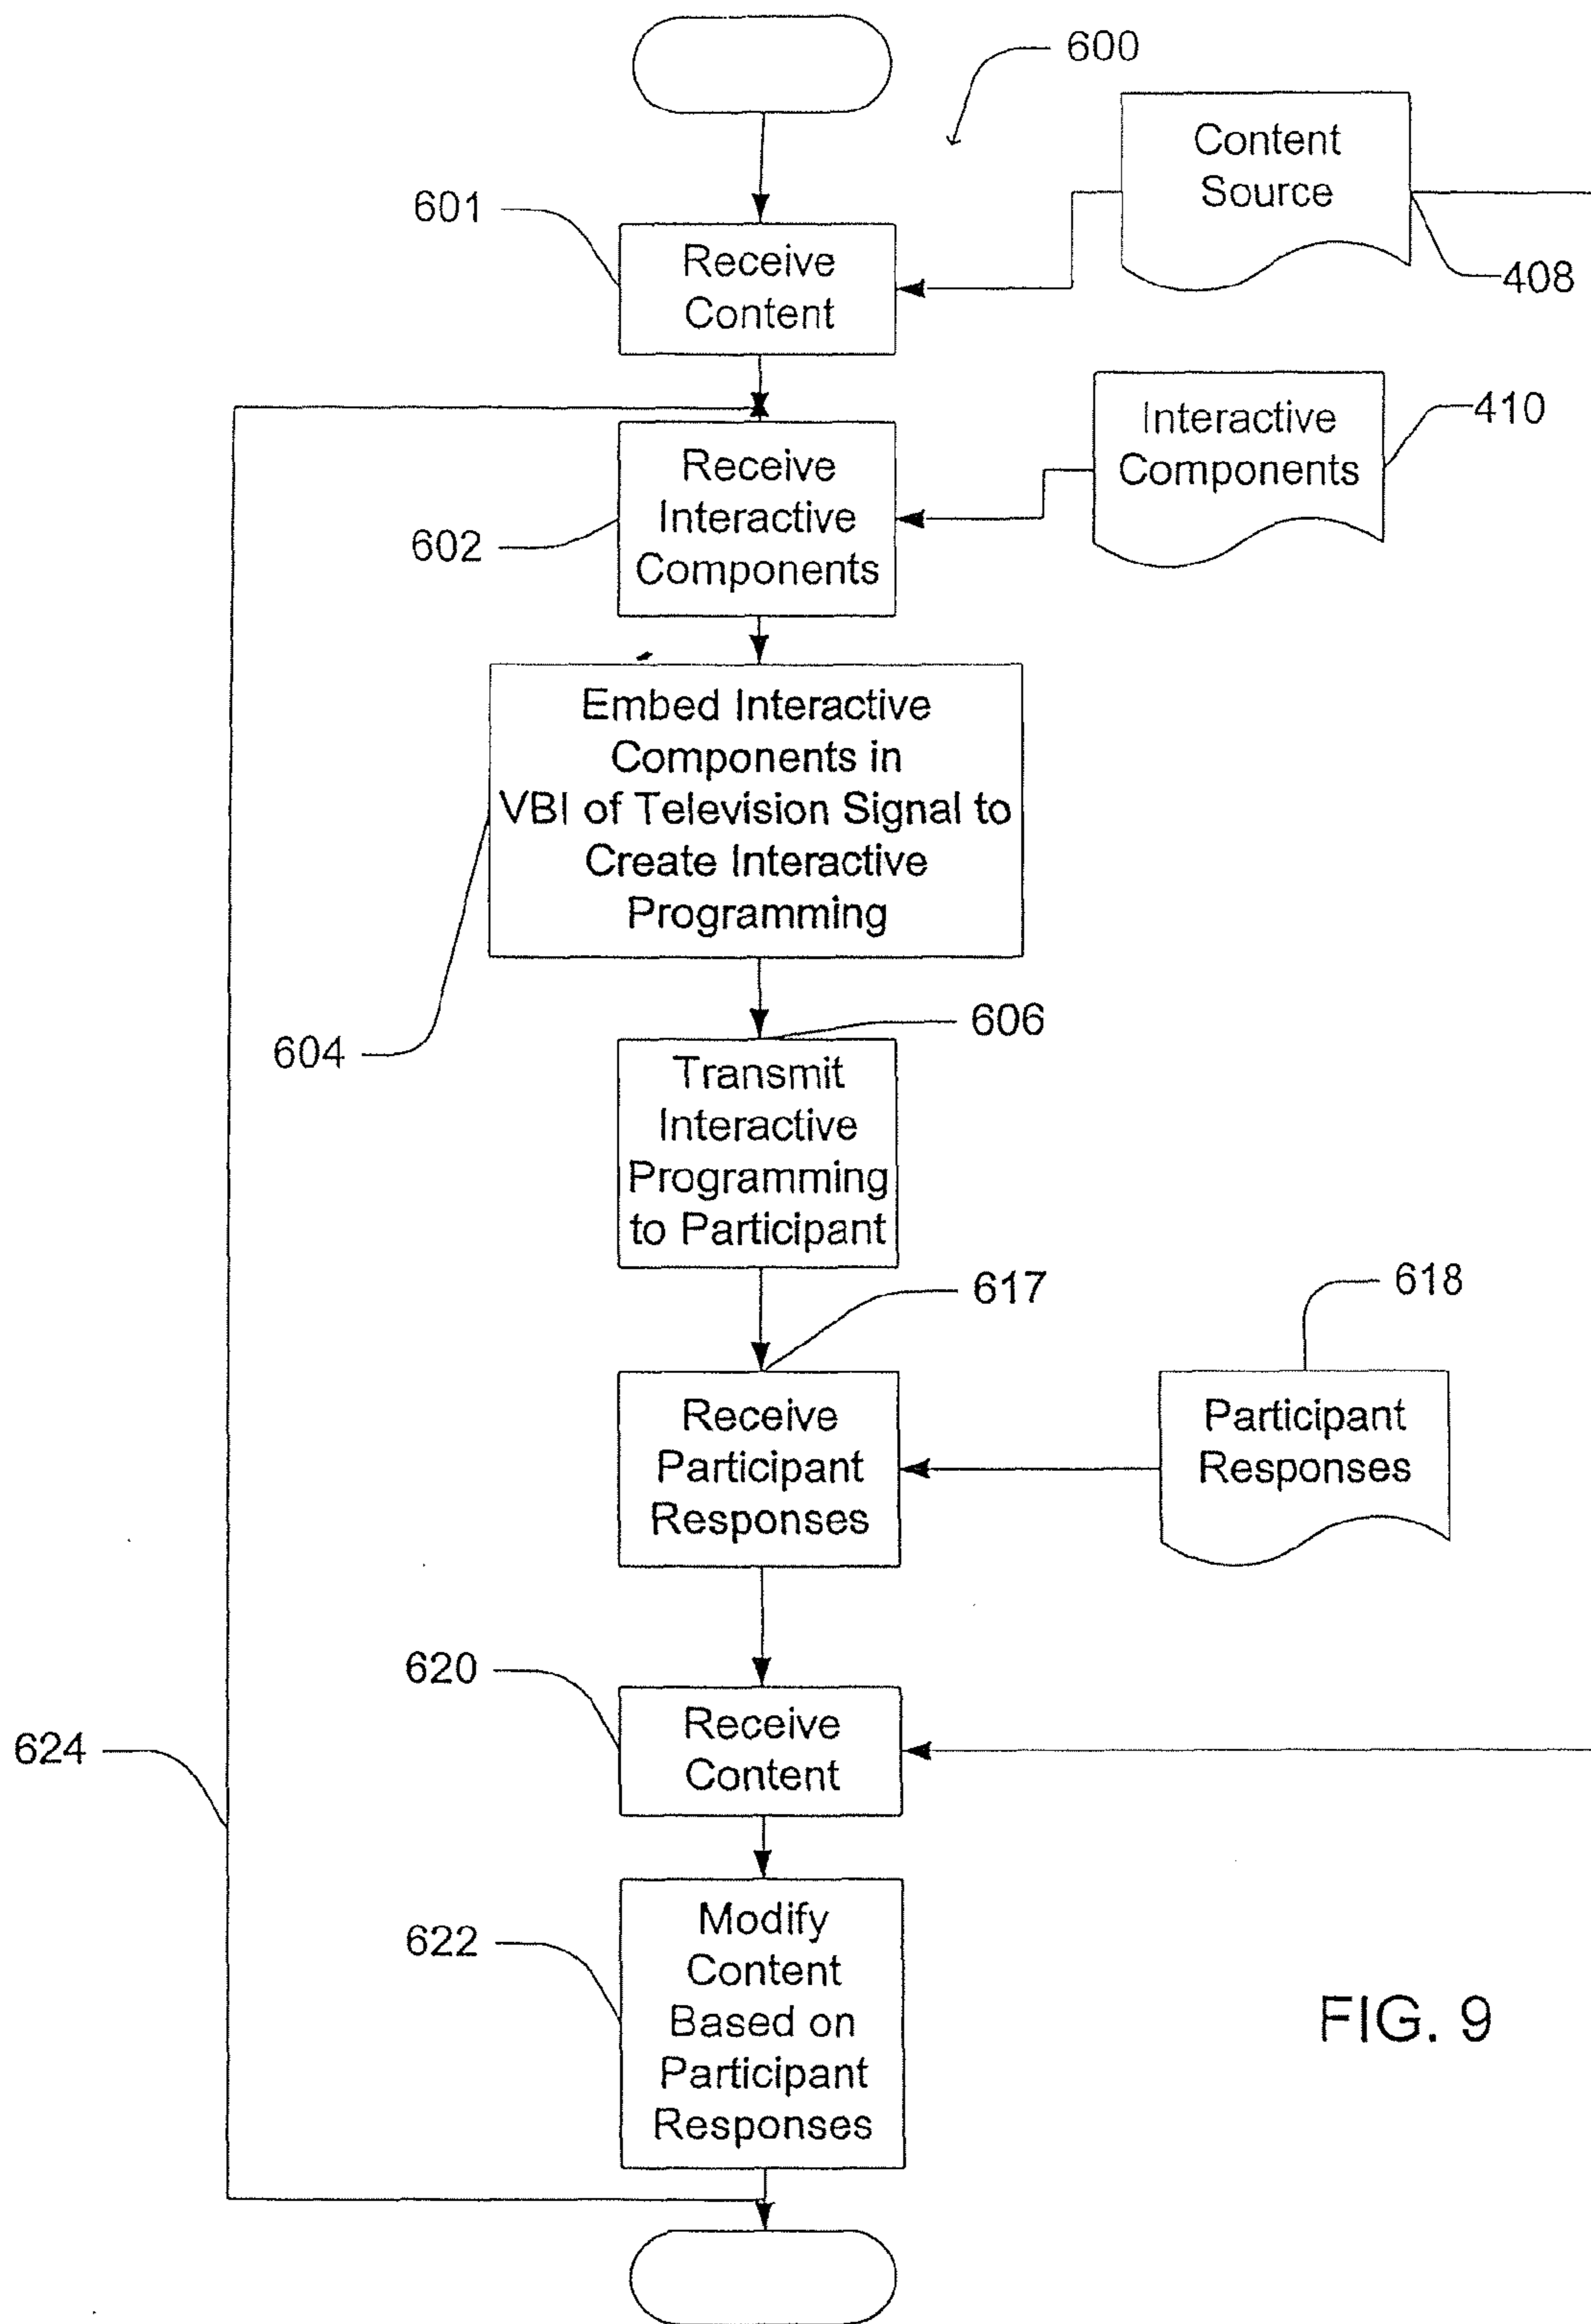 600
Content
Source
408
601
Receive
Content
Interactive
Components
410
602
Receive
Interactive
Components
Embed Interactive
Components in
VBI of Television Signal to
Create Interactive
Programming
604
606
Transmit
Interactive
Programming
to Participant
617
618
Receive
Participant
Responses
Participant
Responses
620
Receive
Content
624
622
Modify
Content
Based on
Participant
Responses
FIG. 9